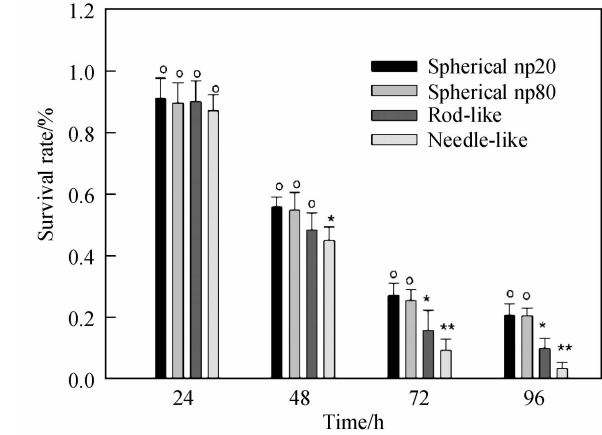 1.2
1.0
0.8
0.6
0.4
0.2
0.0
Survival rate/%
Spherical np20
Spherical np80
Rod-like
Needle-like
o o o o
o o o *
o o * **
o o * **
24 48 72 96
Time/h